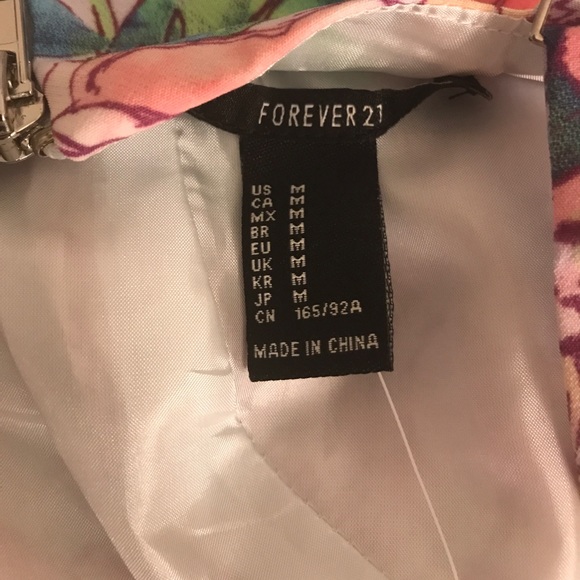 FOREVER 21
US M
CA M
MX M
BR M
EU M
UK M
KR M
JP M
CN 165/92A
MADE IN CHINA